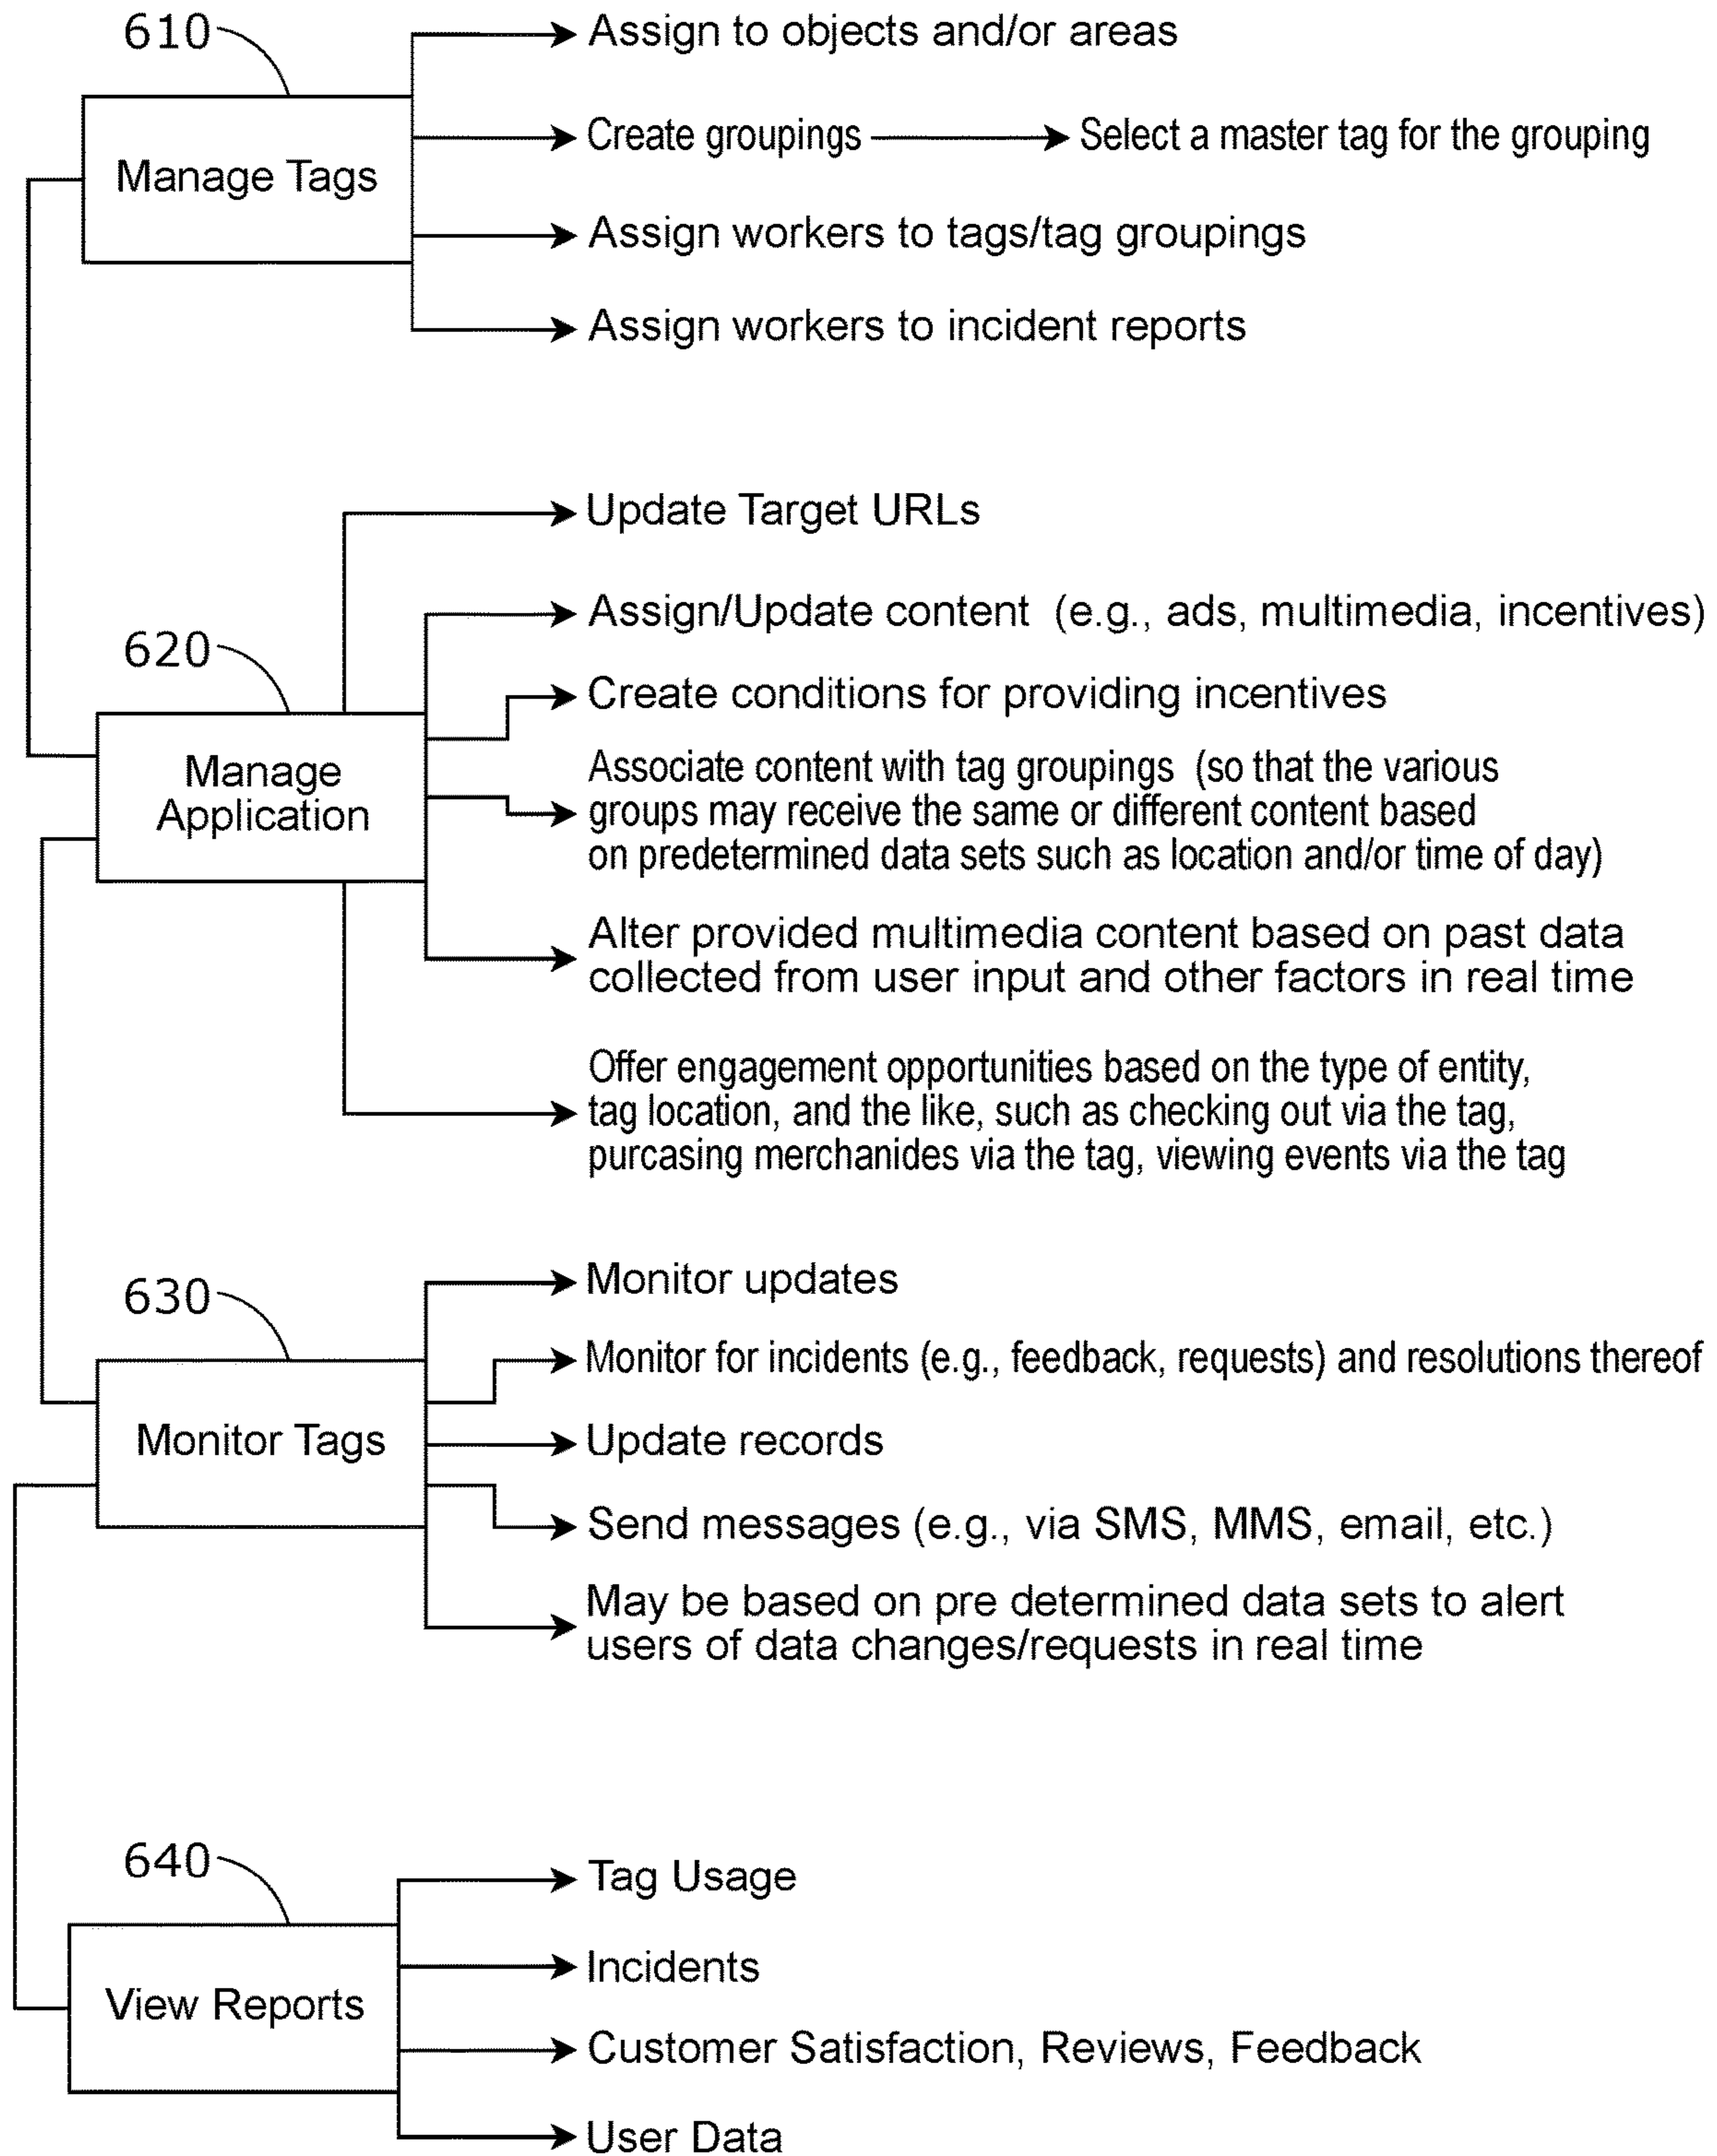 610
Assign to objects and/or areas
Create groupings
Select a master tag for the grouping
Manage Tags
Assign workers to tags/tag groupings
Assign workers to incident reports
Update Target URLs
Assign/Update content (e.g., ads, multimedia, incentives)
620
Create conditions for providing incentives
Manage
Application
Associate content with tag groupings (so that the various
groups may receive the same or different content based
on predetermined data sets such as location and/or time of day)
Alter provided multimedia content based on past data
collected from user input and other factors in real time
Offer engagement opportunities based on the type of entity,
tag location, and the like, such as checking out via the tag,
purcasing merchanides via the tag, viewing events via the tag
630
Monitor updates
Monitor for incidents (e.g., feedback, requests) and resolutions thereof
Monitor Tags
Update records
Send messages (e.g., via SMS, MMS, email, etc.)
May be based on pre determined data sets to alert
users of data changes/requests in real time
640
Tag Usage
Incidents
View Reports
Customer Satisfaction, Reviews, Feedback
User Data